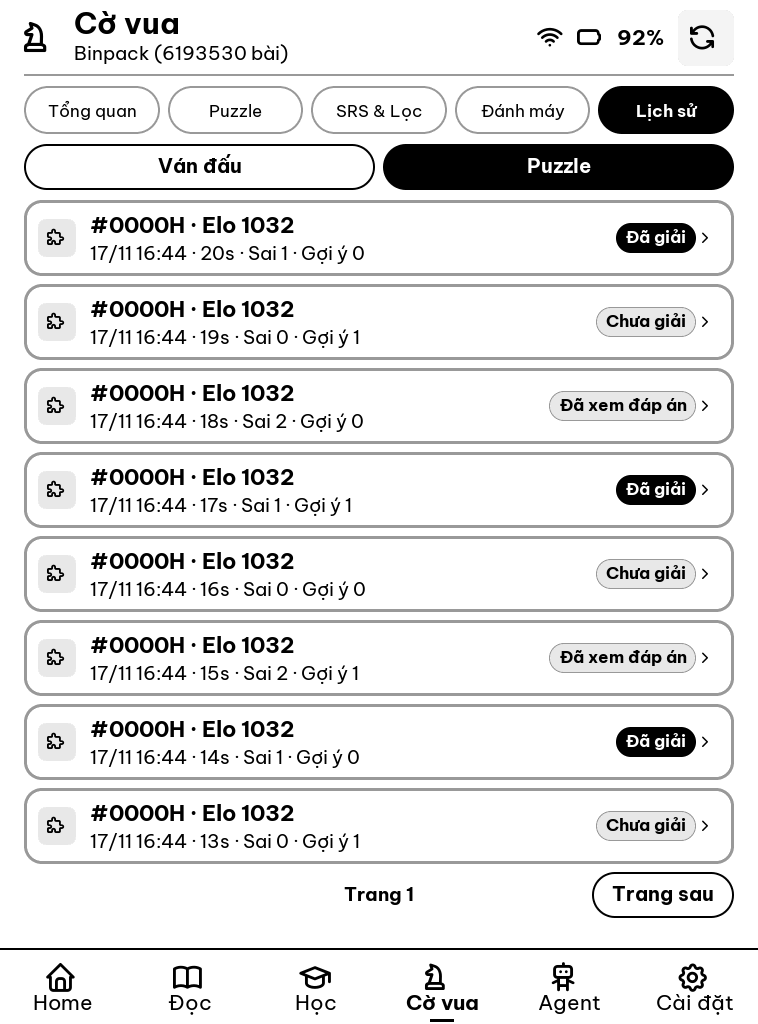 Cờ vua
Binpack (6193530 bài)
92%
Tổng quan
Puzzle
SRS & Lọc
Đánh máy
Lịch sử
Ván đấu
Puzzle
#0000H · Elo 1032
17/11 16:44 · 20s · Sai 1 · Gợi ý 0
Đã giải
#0000H · Elo 1032
17/11 16:44 · 19s · Sai 0 · Gợi ý 1
Chưa giải
#0000H · Elo 1032
17/11 16:44 · 18s · Sai 2 · Gợi ý 0
Đã xem đáp án
#0000H · Elo 1032
17/11 16:44 · 17s · Sai 1 · Gợi ý 1
Đã giải
#0000H · Elo 1032
17/11 16:44 · 16s · Sai 0 · Gợi ý 0
Chưa giải
#0000H · Elo 1032
17/11 16:44 · 15s · Sai 2 · Gợi ý 1
Đã xem đáp án
#0000H · Elo 1032
17/11 16:44 · 14s · Sai 1 · Gợi ý 0
Đã giải
#0000H · Elo 1032
17/11 16:44 · 13s · Sai 0 · Gợi ý 1
Chưa giải
Trang 1
Trang sau
Home
Đọc
Học
Cờ vua
Agent
Cài đặt